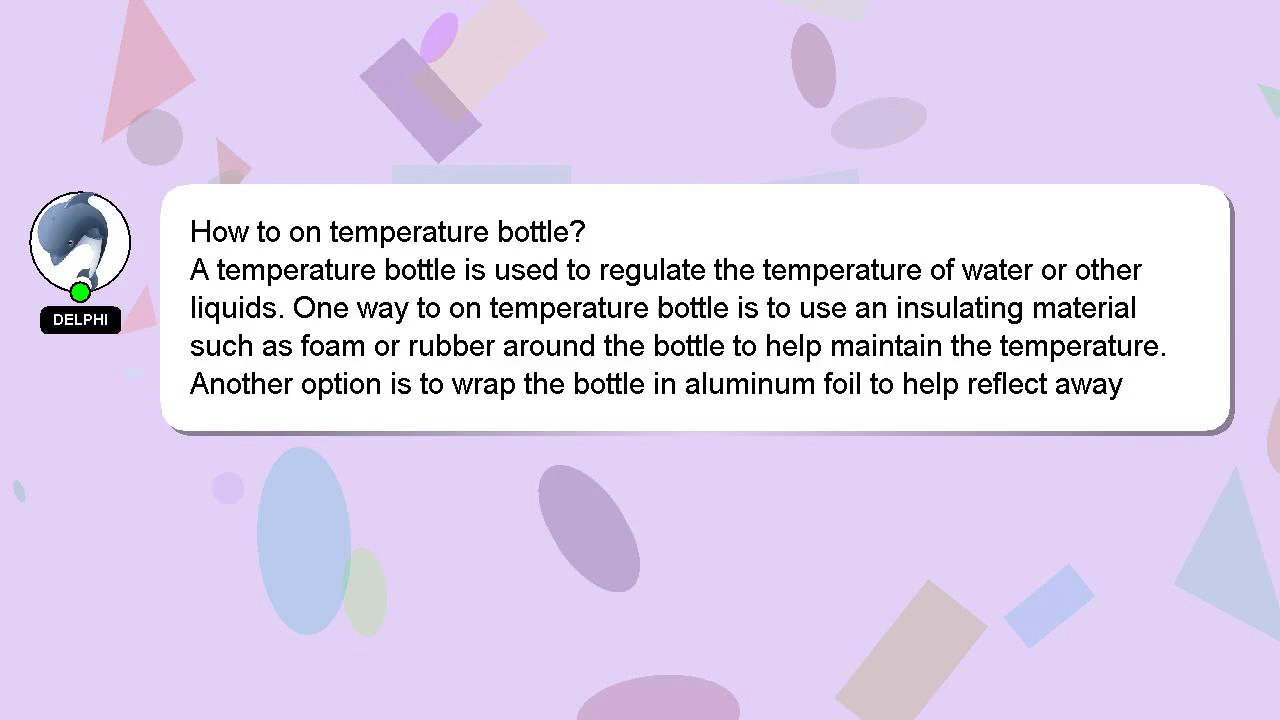 How to on temperature bottle?
A temperature bottle is used to regulate the temperature of water or other
liquids. One way to on temperature bottle is to use an insulating material
such as foam or rubber around the bottle to help maintain the temperature.
Another option is to wrap the bottle in aluminum foil to help reflect away
DELPHI